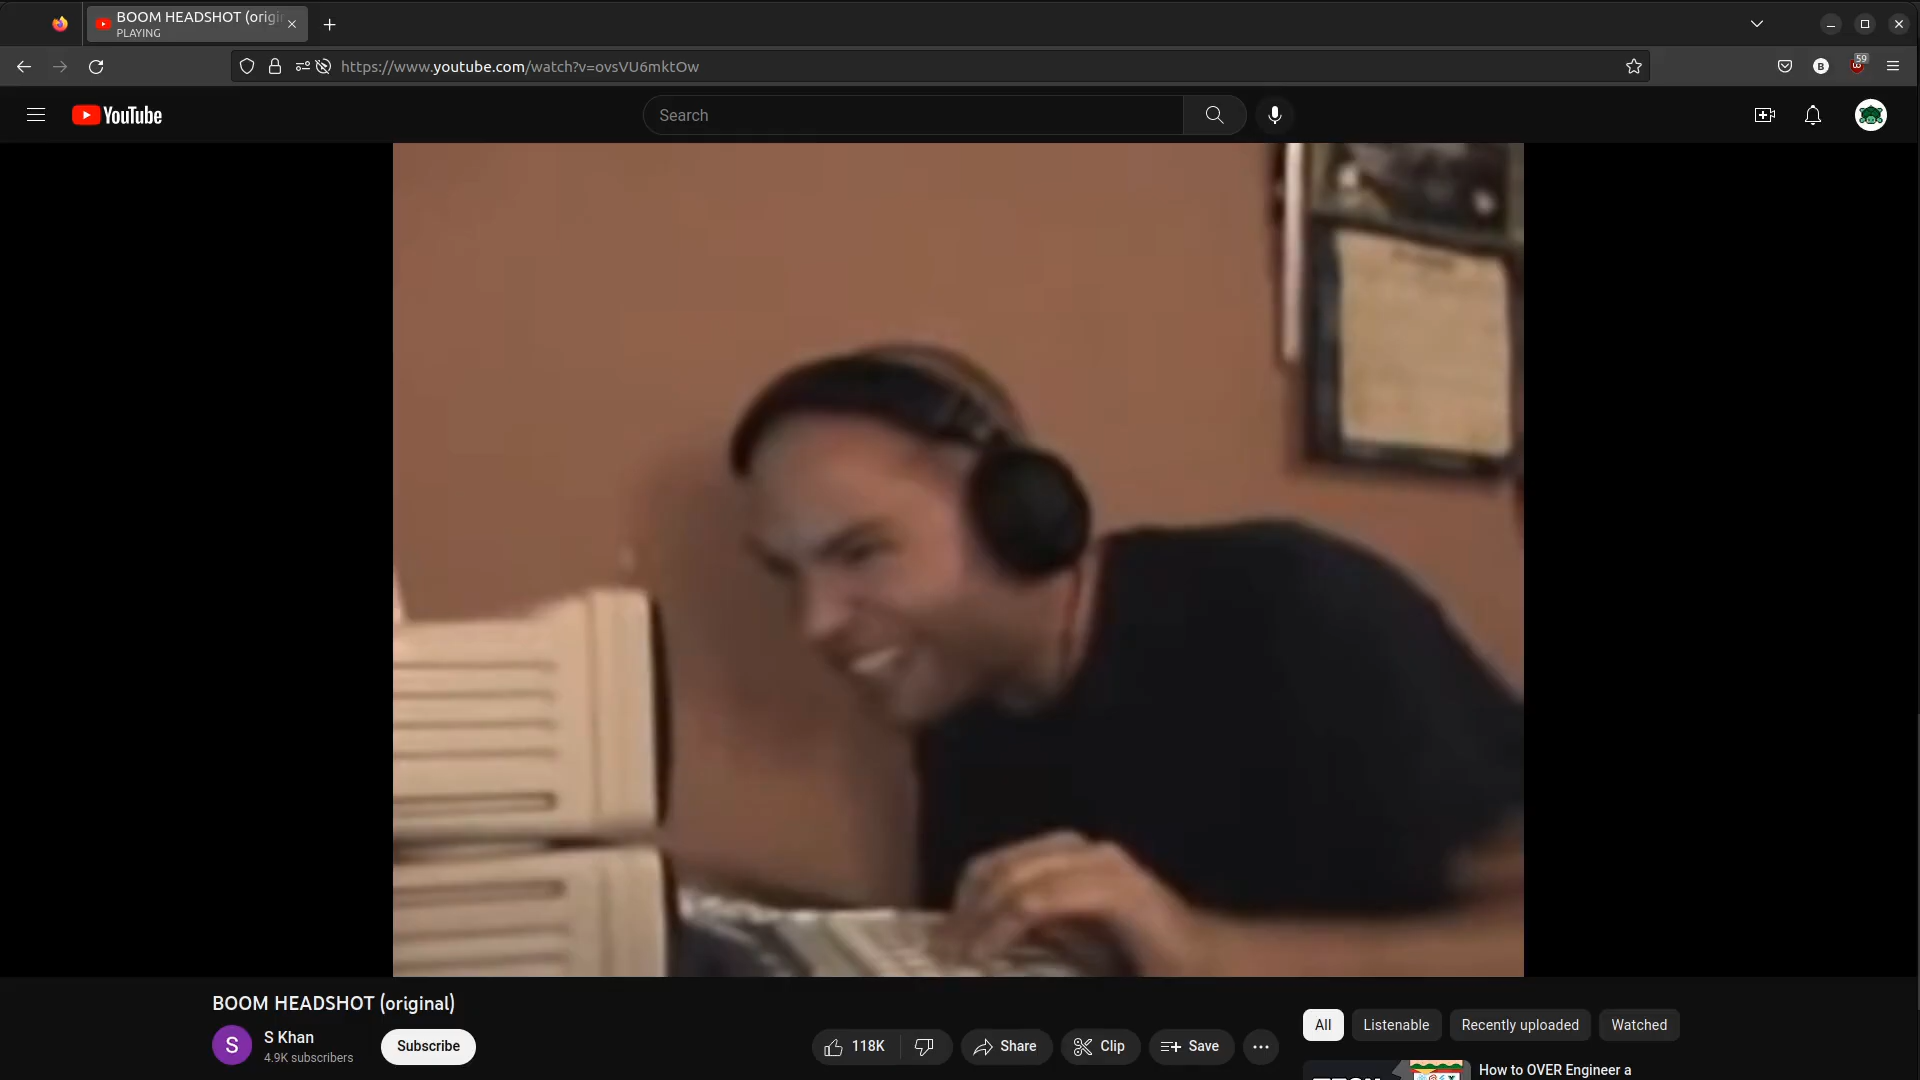 BOOM HEADSHOT (origi
PLAYING
https://www.youtube.com/watch?v=ovsVU6mktOw
59
B
YouTube
Search
BOOM HEADSHOT (original)
S
S Khan
4.9K subscribers
Subscribe
118K
Share
Clip
Save
All
Listenable
Recently uploaded
Watched
How to OVER Engineer a